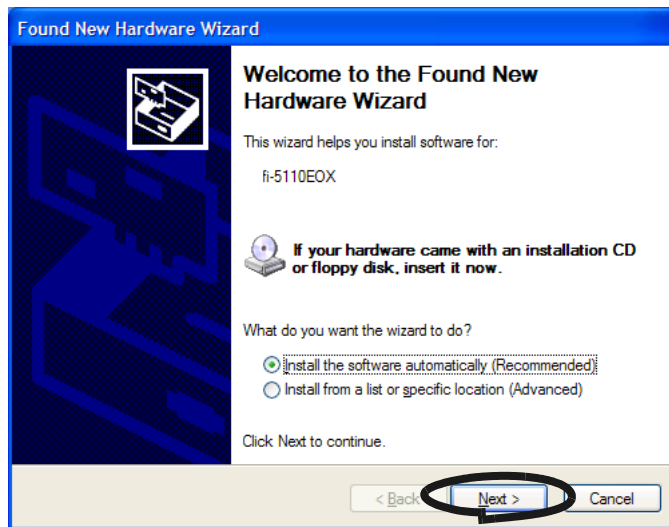 Found New Hardware Wizard
Welcome to the Found New
Hardware Wizard
This wizard helps you install software for:
fi-5110EOX
If your hardware came with an installation CD
or floppy disk, insert it now.
What do you want the wizard to do?
Install the software automatically (Recommended)
Install from a list or specific location (Advanced)
Click Next to continue.
< Back Next > Cancel